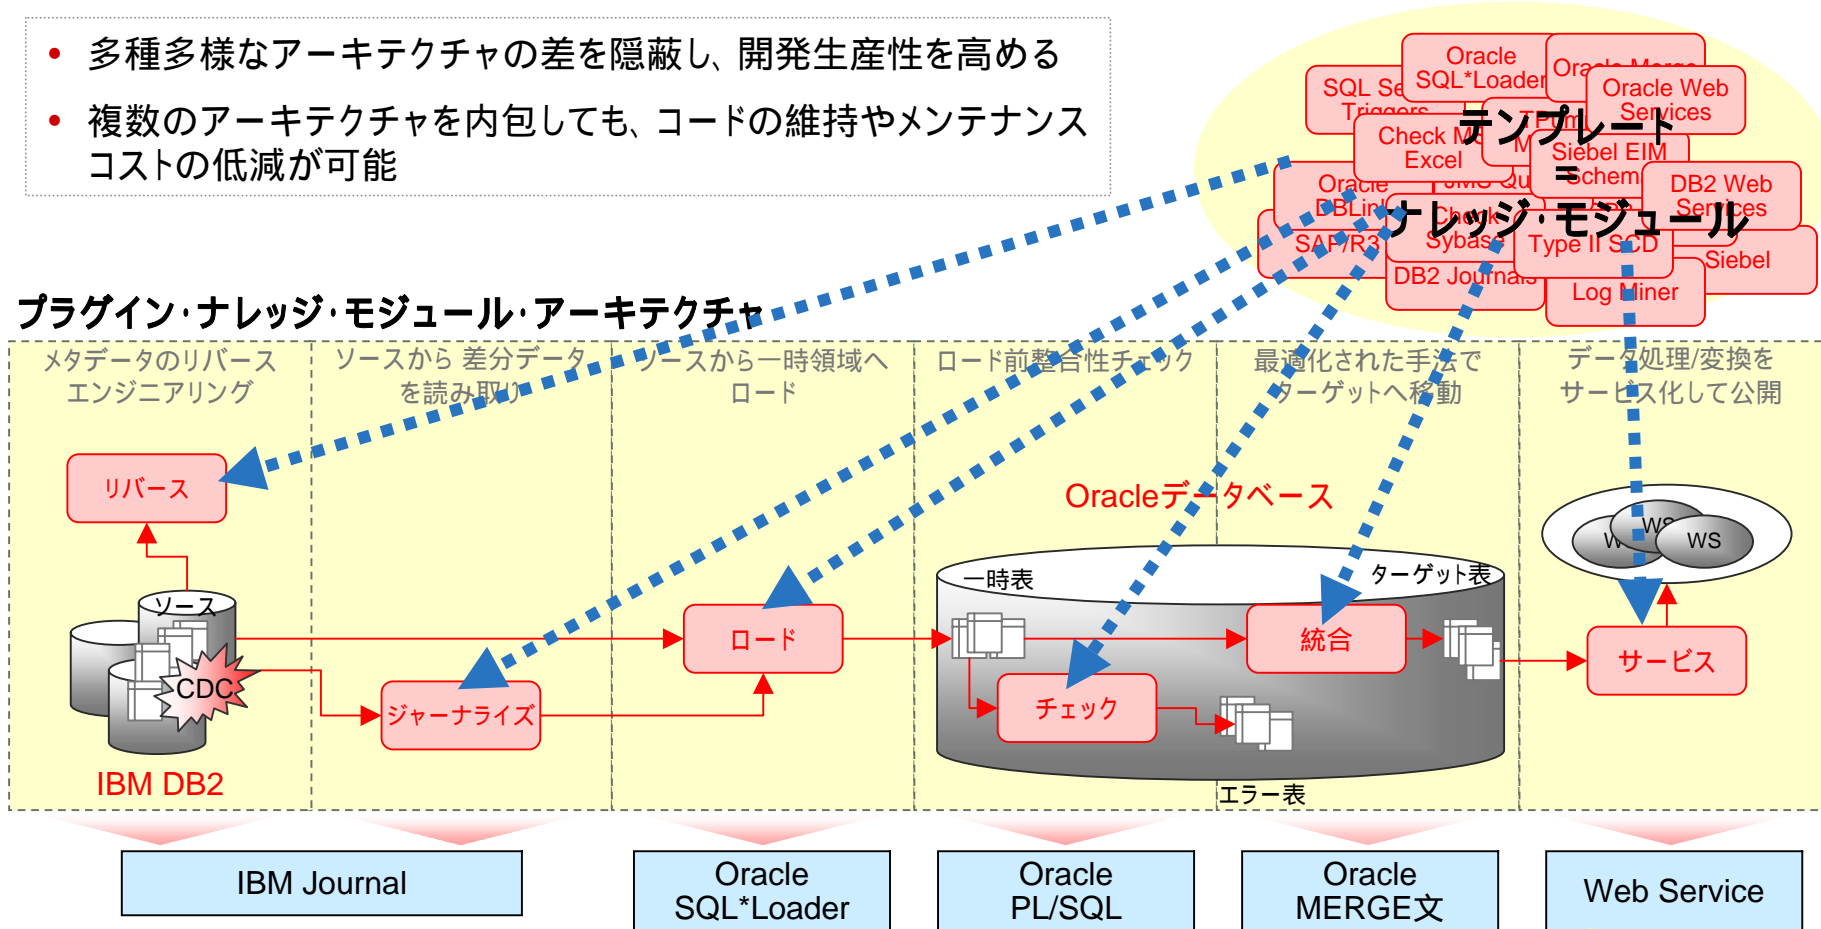 • 多種多様なアーキテクチャの差を隠蔽し、開発生産性を高める
• 複数のアーキテクチャを内包しても、コードの維持やメンテナンス
コストの低減が可能
Oracle
SQL*Loader
Oracle Merge
SQL
Triggers
Oracle Web
Services
Check
Excel
テンプレート
=
ナレッジ・モジュール
Siebel EIM
Oracle
DBLink
JMS
DB2 Web
Services
Check
Sybase
SAP/R3
Type II SCD
Siebel
DB2 Journals
Log Miner
プラグイン・ナレッジ・モジュール・アーキテクチャ
メタデータのリバース
エンジニアリング
ソースから 差分データ
を読み取り
ソースから一時領域へ
ロード
ロード前整合性チェック
最適化された手法で
ターゲットへ移動
データ処理/変換を
サービス化して公開
リバース
Oracleデータベース
WS
WS
ソース
一時表
ターゲット表
ロード
統合
サービス
CDC
ジャーナライズ
チェック
IBM DB2
エラー表
IBM Journal
Oracle
SQL*Loader
Oracle
PL/SQL
Oracle
MERGE文
Web Service